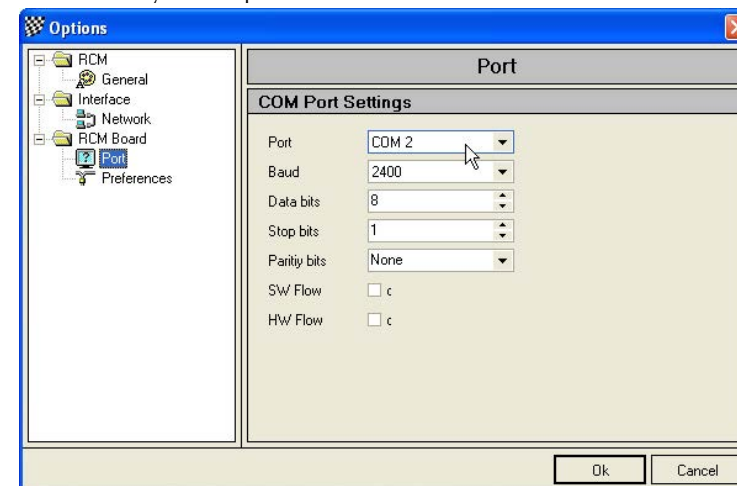 Options
RCM
General
Interface
Network
RCM Board
Port
Preferences
Port
COM Port Settings
Port COM 2
Baud 2400
Data bits 8
Stop bits 1
Paritiy bits None
SW Flow c
HW Flow c
Ok Cancel